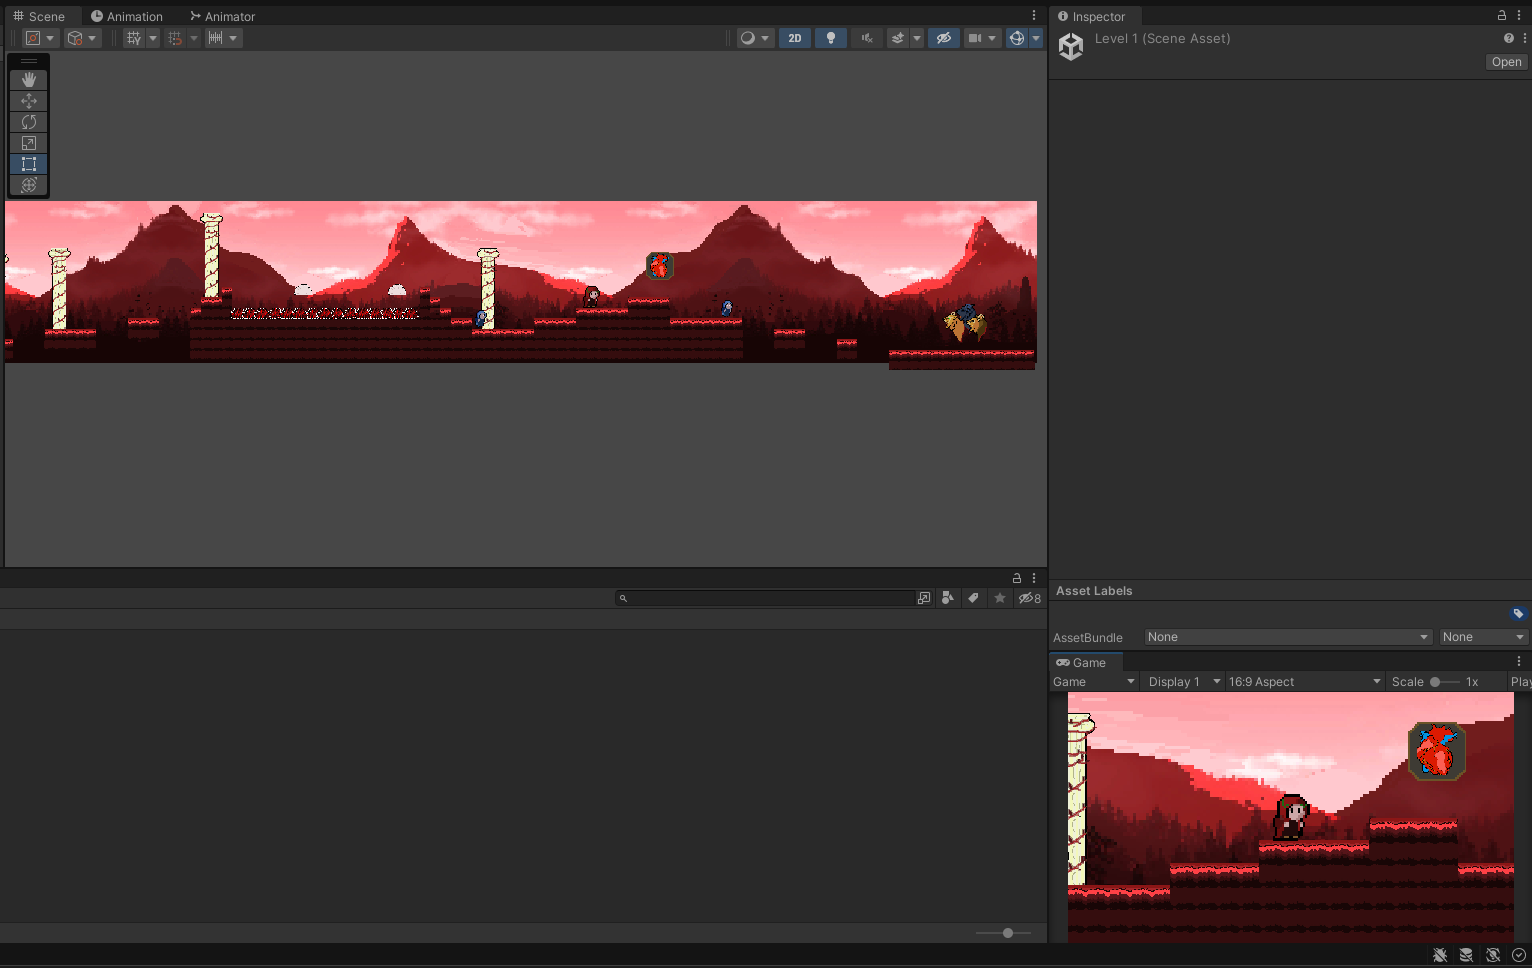 Scene
Animation
Animator
2D
Inspector
Level 1 (Scene Asset)
Open
8
Asset Labels
AssetBundle
None
None
Game
Game
Display 1
16:9 Aspect
Scale
1x
Play